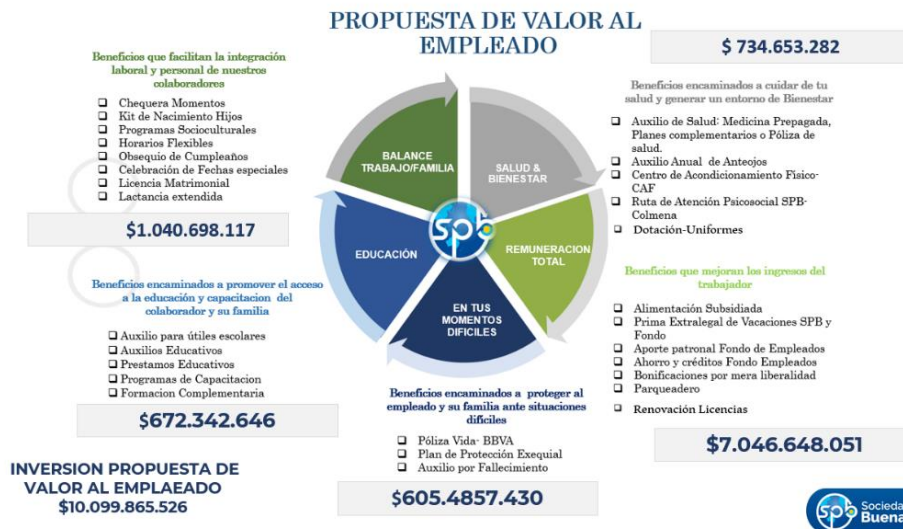 PROPUESTA DE VALOR AL
EMPLEADO
Beneficios que facilitan la integración
laboral y personal de nuestros
colaboradores
❑ Chequera Momentos
❑ Kit de Nacimiento Hijos
❑ Programas Socioculturales
❑ Horarios Flexibles
❑ Obsequio de Cumpleaños
❑ Celebración de Fechas especiales
❑ Licencia Matrimonial
❑ Lactancia extendida
$1.040.698.117
Beneficios encaminados a promover el acceso
a la educación y capacitacion del
colaborador y su familia
❑ Auxilio para útiles escolares
❑ Auxilios Educativos
❑ Prestamos Educativos
❑ Programas de Capacitacion
❑ Formacion Complementaria
$672.342.646
INVERSION PROPUESTA DE
VALOR AL EMPLAEADO
$10.099.865.526
BALANCE
TRABAJO/FAMILIA
SALUD &
BIENESTAR
EDUCACIÓN
spb
REMUNERACION
TOTAL
EN TUS
MOMENTOS
DIFICILES
Beneficios encaminados a proteger al
empleado y su familia ante situaciones
difíciles
❑ Póliza Vida- BBVA
❑ Plan de Protección Exequial
❑ Auxilio por Fallecimiento
$605.4857.430
$ 734.653.282
Beneficios encaminados a cuidar de tu
salud y generar un entorno de Bienestar
❑ Auxilio de Salud: Medicina Prepagada,
Planes complementarios o Póliza de
salud.
❑ Auxilio Anual de Anteojos
❑ Centro de Acondicionamiento Físico-
CAF
❑ Ruta de Atención Psicosocial SPB-
Colmena
❑ Dotación-Uniformes
Beneficios que mejoran los ingresos del
trabajador
❑ Alimentación Subsidiada
❑ Prima Extralegal de Vacaciones SPB y
Fondo
❑ Aporte patronal Fondo de Empleados
❑ Ahorro y créditos Fondo Empleados
❑ Bonificaciones por mera liberalidad
❑ Parqueadero
❑ Renovación Licencias
$7.046.648.051
spb
Socieda
Buena